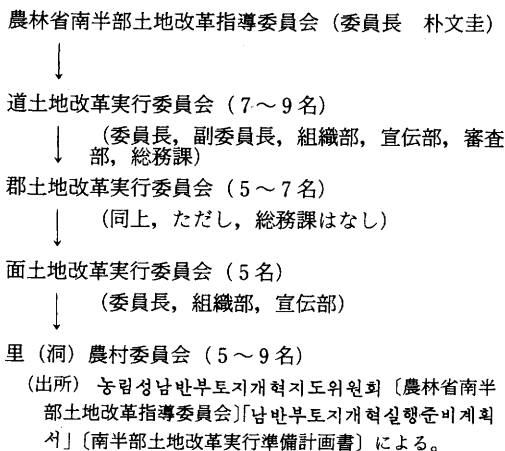 農林省南半部土地改革指導委員会（委員長　朴文圭）
道土地改革実行委員会（7～9名）
（委員長，副委員長，組織部，宣伝部，審査
部，総務課）
郡土地改革実行委員会（5～7名）
（同上，ただし，総務課はなし）
面土地改革実行委員会（5名）
（委員長，組織部，宣伝部）
里（洞）農村委員会（5～9名）
（出所）농림성남반부토지개혁지도위원회〔農林省南半
部土地改革指導委員会〕「남반부토지개혁실행준비계획
서」〔南半部土地改革実行準備計画書〕による。